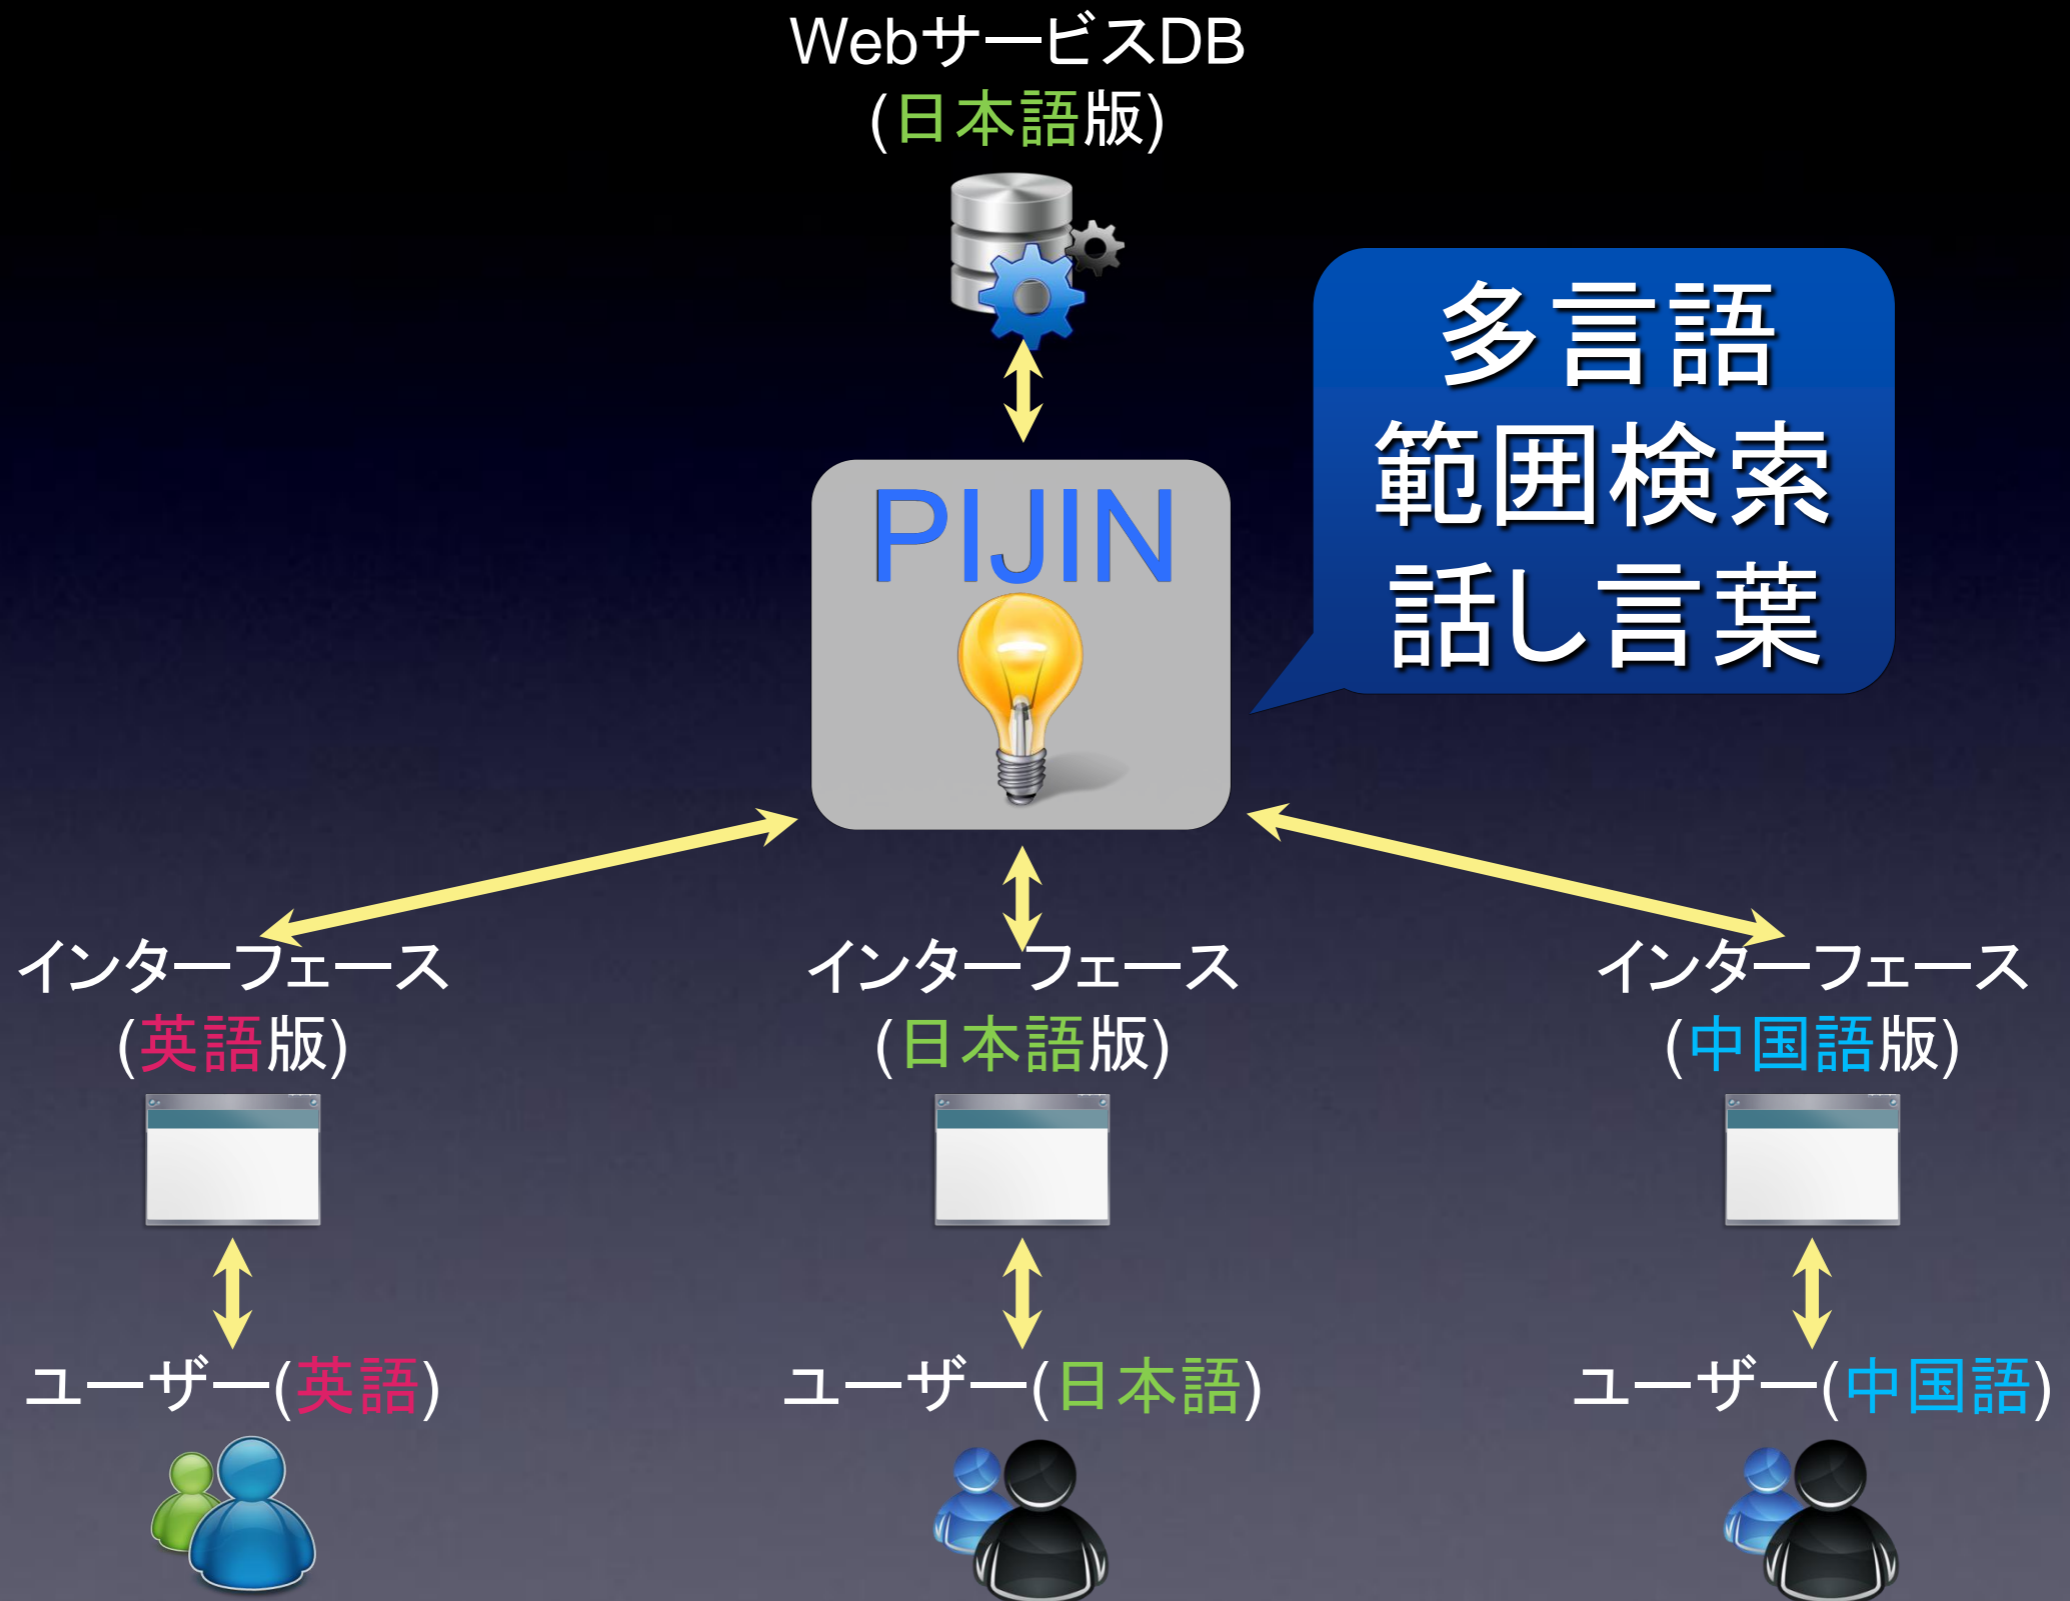 WebサービスDB
(日本語版)
多言語
範囲検索
話し言葉
PIJIN
インターフェース
(英語版)
インターフェース
(日本語版)
インターフェース
(中国語版)
ユーザー(英語)
ユーザー(日本語)
ユーザー(中国語)